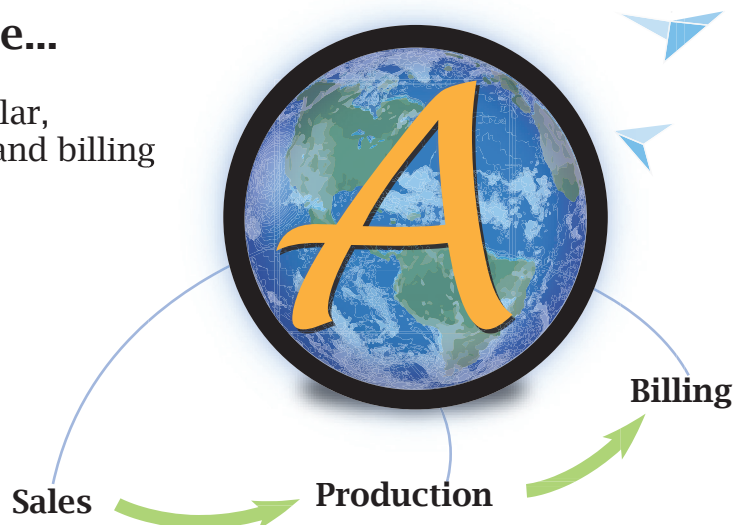 e...
lar,
and billing
A
Billing
Production
Sales